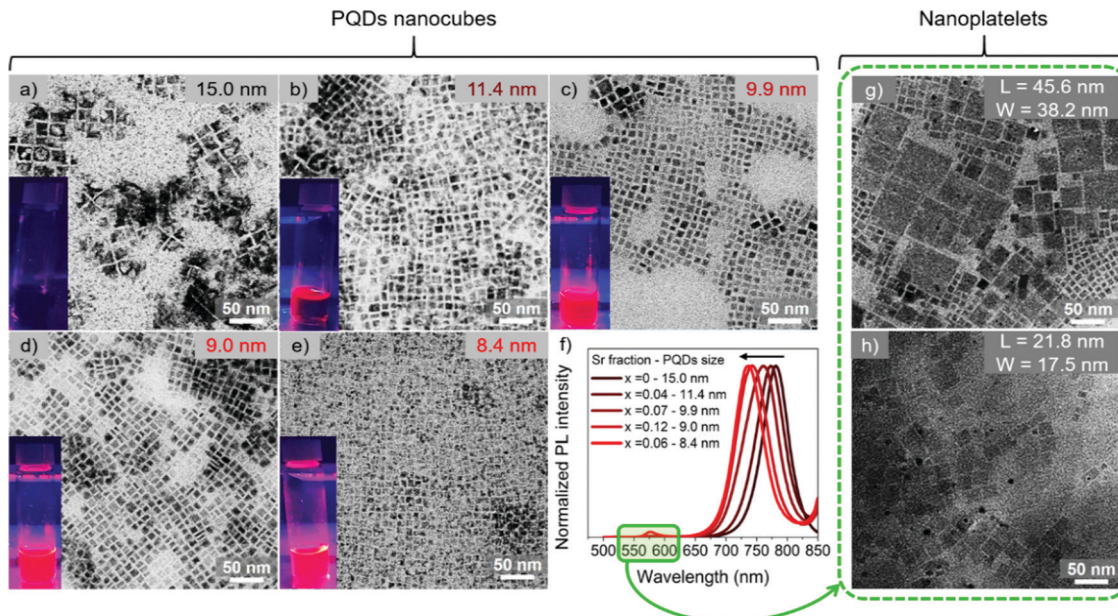 PQDs nanocubes
Nanoplatelets
a) 15.0 nm
50 nm
b) 11.4 nm
50 nm
c) 9.9 nm
50 nm
g) L = 45.6 nm
W = 38.2 nm
50 nm
d) 9.0 nm
50 nm
e) 8.4 nm
50 nm
f)
Sr fraction - PQDs size
x =0 - 15.0 nm
x =0.04 - 11.4 nm
x =0.07 - 9.9 nm
x =0.12 - 9.0 nm
x =0.06 - 8.4 nm
Normalized PL intensity
500 550 600 650 700 750 800 850
Wavelength (nm)
h) L = 21.8 nm
W = 17.5 nm
50 nm